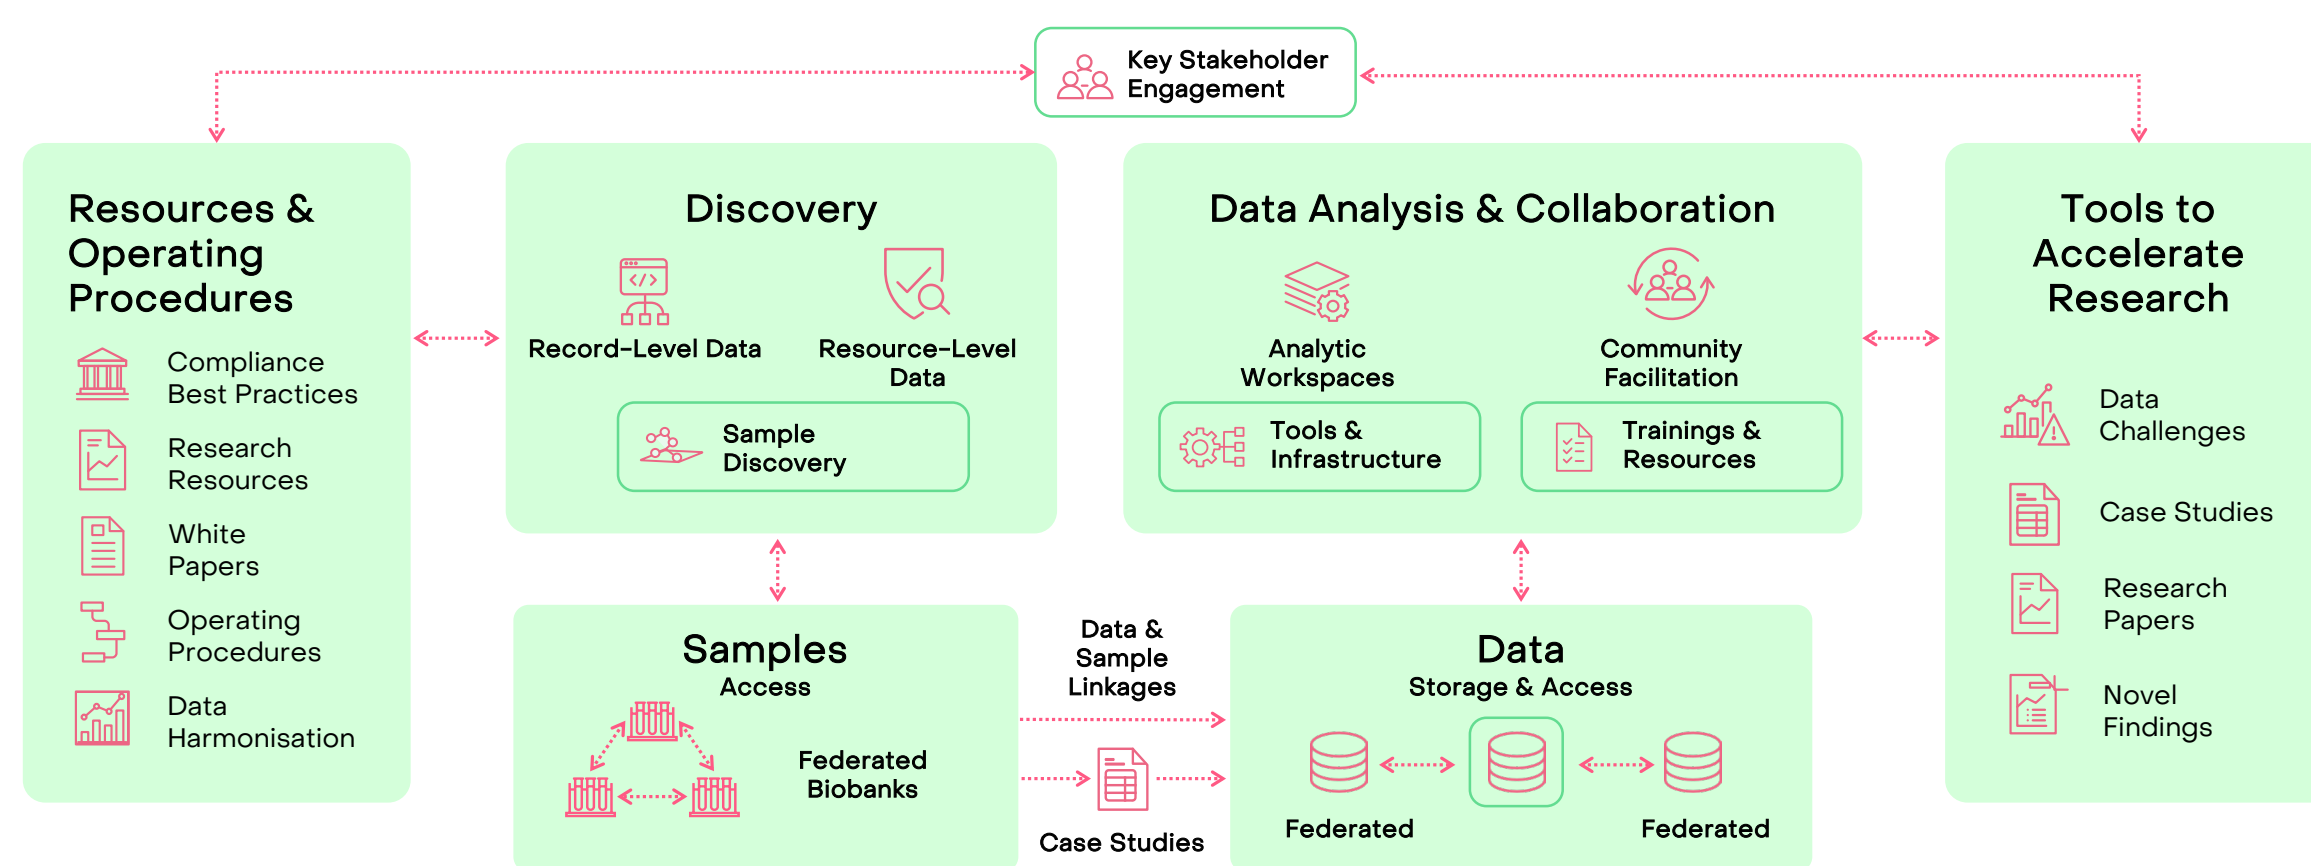 Key Stakeholder
Engagement
Resources &
Operating
Procedures
Compliance
Best Practices
Research
Resources
White
Papers
Operating
Procedures
Data
Harmonisation
Discovery
Record-Level Data
Resource-Level
Data
Sample
Discovery
Data Analysis & Collaboration
Analytic
Workspaces
Community
Facilitation
Tools &
Infrastructure
Trainings &
Resources
Tools to
Accelerate
Research
Data
Challenges
Case Studies
Research
Papers
Novel
Findings
Samples
Access
Federated
Biobanks
Data &
Sample
Linkages
Case Studies
Data
Storage & Access
Federated
Federated